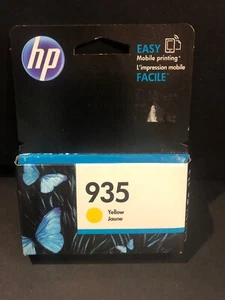 hp
EASY
Mobile printing*
L'impression mobile
FACILE*
935
Yellow
Jaune